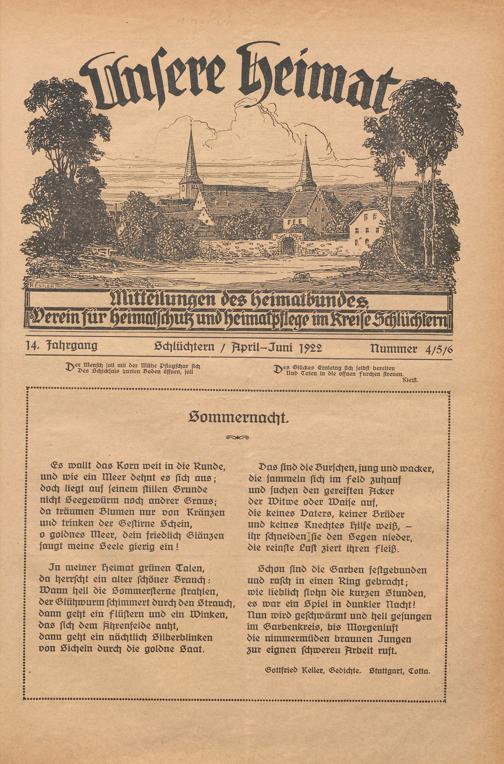 Unsere Heimat
Mitteilungen des Heimatbundes,
Verein für Heimatschutz und Heimatpflege im Kreise Schlüchtern
14. Jahrgang Schlüchtern / April–Juni 1922 Nummer 4/5/6
Der Mensch soll mit der Mühe Pflugschar sich
Des Schicksals harten Boden öffnen, soll
Des Glückes Erntetag sich selbst bereiten
Und Taten in die offnen Furchen streuen.
Kleist.
Sommernacht.
Es wallt das Korn weit in die Runde,
und wie ein Meer dehnt es sich aus;
doch liegt auf seinem stillen Grunde
nicht Seegewürm noch andrer Graus;
da träumen Blumen nur von Kränzen
und trinken der Gestirne Schein,
o goldnes Meer, dein friedlich Glänzen
saugt meine Seele gierig ein!
In meiner Heimat grünen Talen,
da herrscht ein alter schöner Brauch:
Wann hell die Sommersterne strahlen,
der Glühwurm schimmert durch den Strauch,
dann geht ein Flüstern und ein Winken,
das sich dem Ährenfelde naht,
dann geht ein nächtlich Silberblinken
von Sicheln durch die goldne Saat.
Das sind die Burschen, jung und wacker,
die sammeln sich im Feld zuhauf
und suchen den gereiften Acker
der Witwe oder Waise auf,
die keines Vaters, keiner Brüder
und keines Knechtes Hilfe weiß, —
ihr schneiden sie den Segen nieder,
die reinste Lust ziert ihren Fleiß.
Schon sind die Garben festgebunden
und rasch in einen Ring gebracht;
wie lieblich flohn die kurzen Stunden,
es war ein Spiel in dunkler Nacht!
Nun wird geschwärmt und hell gesungen
im Garbenkreis, bis Morgenluft
die nimmermüden braunen Jungen
zur eignen schweren Arbeit ruft.
Gottfried Keller, Gedichte. Stuttgart, Cotta.